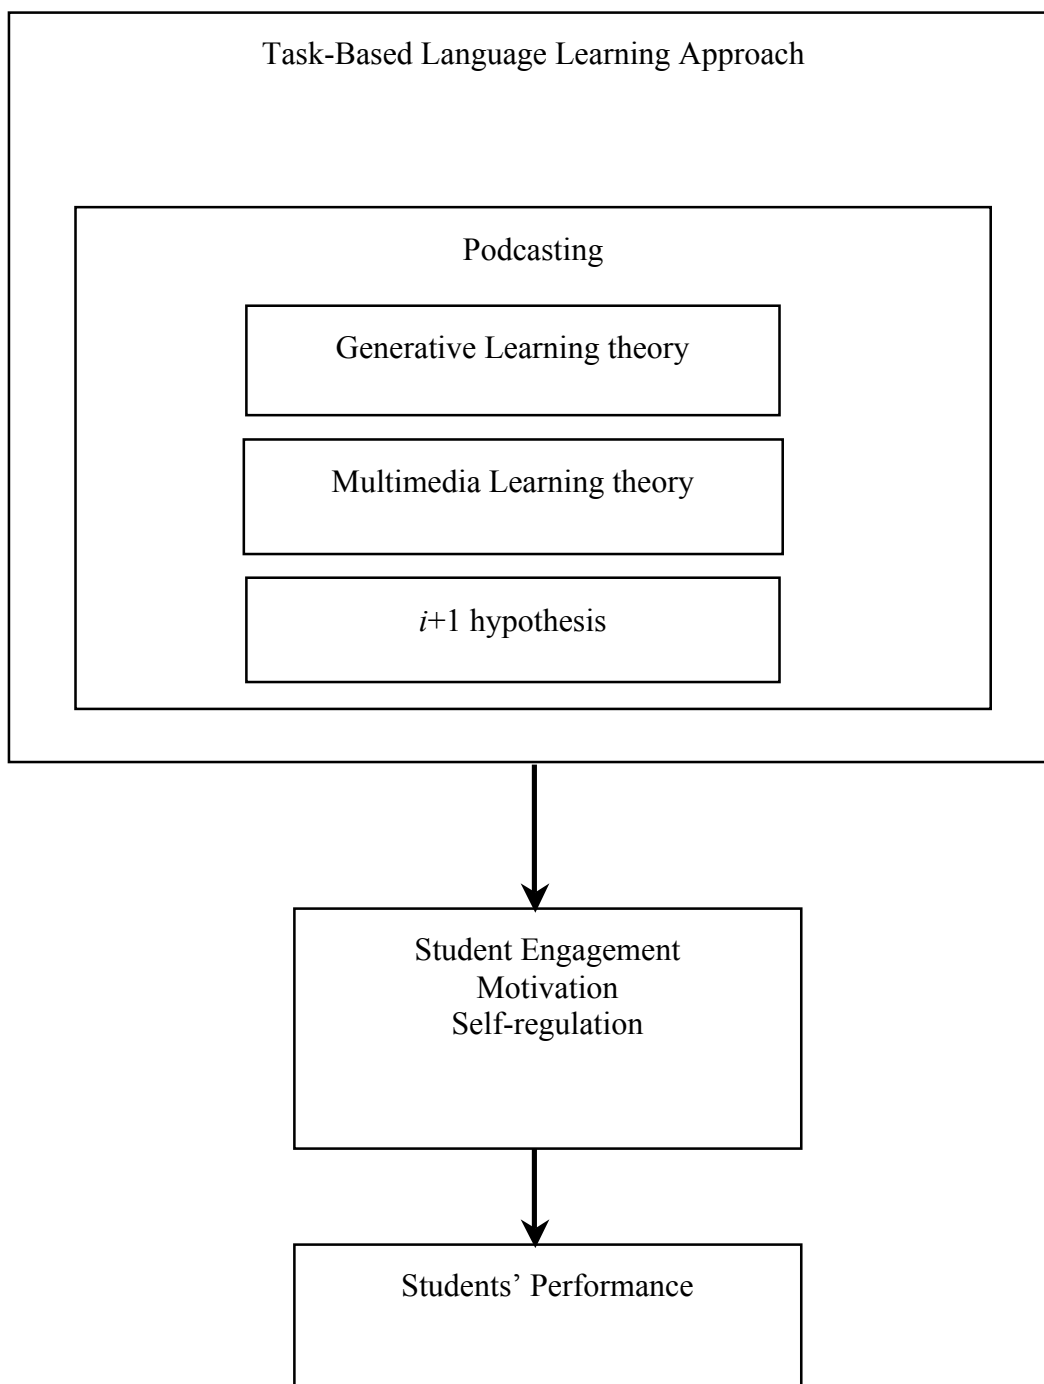 Task-Based Language Learning Approach
Podcasting
Generative Learning theory
Multimedia Learning theory
i+1 hypothesis
Student Engagement
Motivation
Self-regulation
Students’ Performance